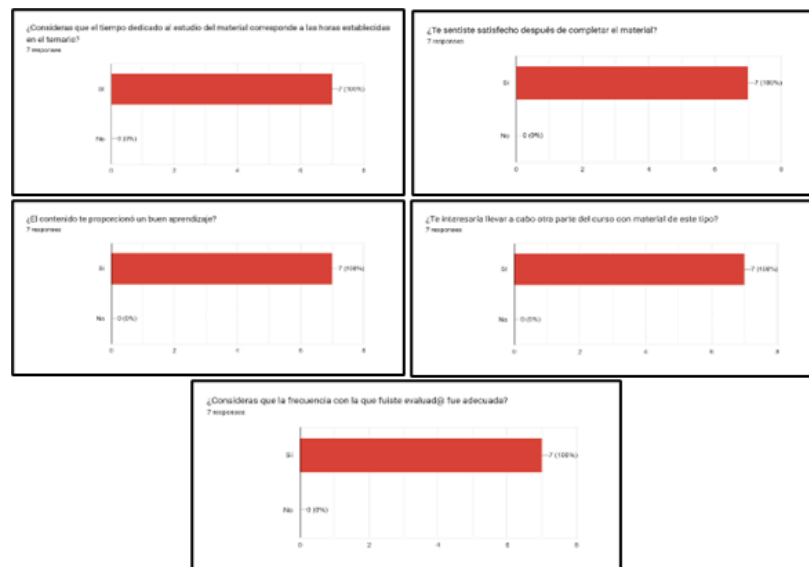 ¿Consideras que el tiempo dedicado al estudio del material corresponde a las horas establecidas
en el temario?
7 responses
Sí
7 (100%)
No
0 (0%)
0 2 4 6 8
¿Te sentiste satisfecho después de completar el material?
7 responses
Sí
7 (100%)
No
0 (0%)
0 2 4 6 8
¿El contenido te proporcionó un buen aprendizaje?
7 responses
Sí
7 (100%)
No
0 (0%)
0 2 4 6 8
¿Te interesaría llevar a cabo otra parte del curso con material de este tipo?
7 responses
Sí
7 (100%)
No
0 (0%)
0 2 4 6 8
¿Consideras que la frecuencia con la que fuiste evaluad@ fue adecuada?
7 responses
Sí
7 (100%)
No
0 (0%)
0 2 4 6 8